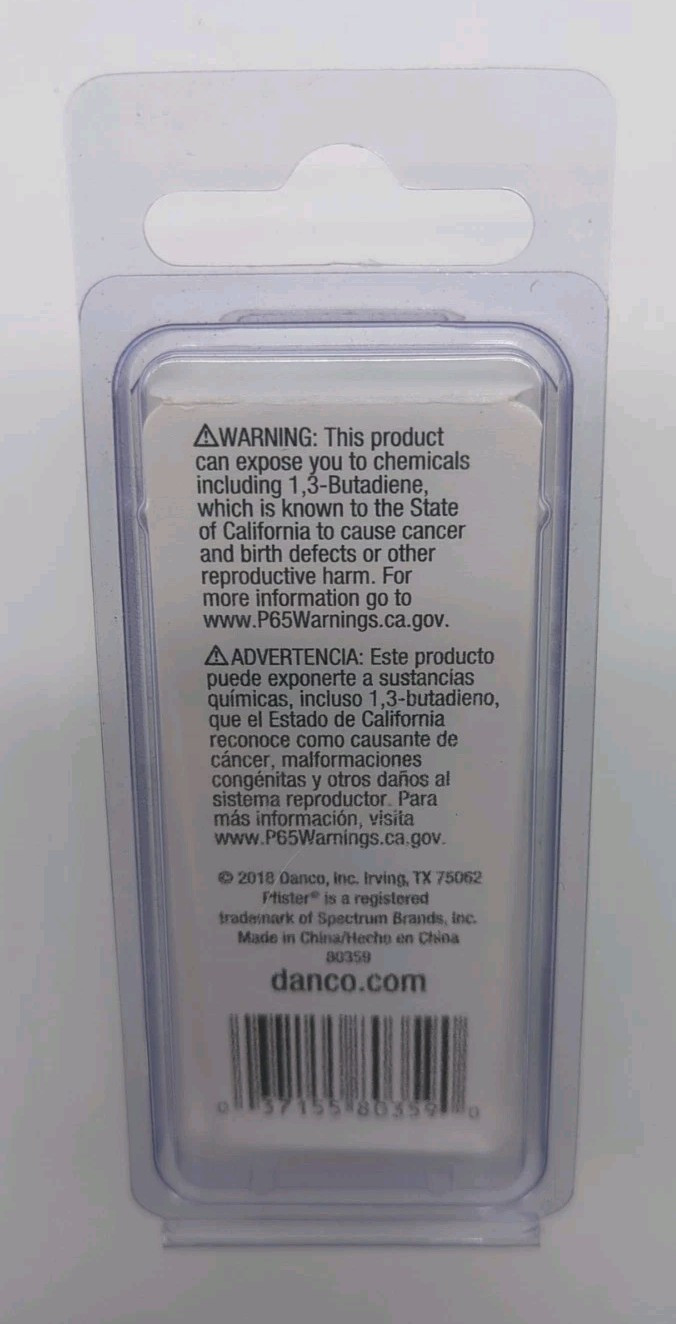 ⚠WARNING: This product
can expose you to chemicals
including 1,3-Butadiene,
which is known to the State
of California to cause cancer
and birth defects or other
reproductive harm. For
more information go to
www.P65Warnings.ca.gov.
⚠ADVERTENCIA: Este producto
puede exponerte a sustancias
químicas, incluso 1,3-butadieno,
que el Estado de California
reconoce como causante de
cáncer, malformaciones
congénitas y otros daños al
sistema reproductor. Para
más información, visita
www.P65Warnings.ca.gov.
© 2018 Danco, Inc. Irving, TX 75062
Pfister® is a registered
trademark of Spectrum Brands, Inc.
Made in China/Hecho en China
80359
danco.com
0 37155 80359 0